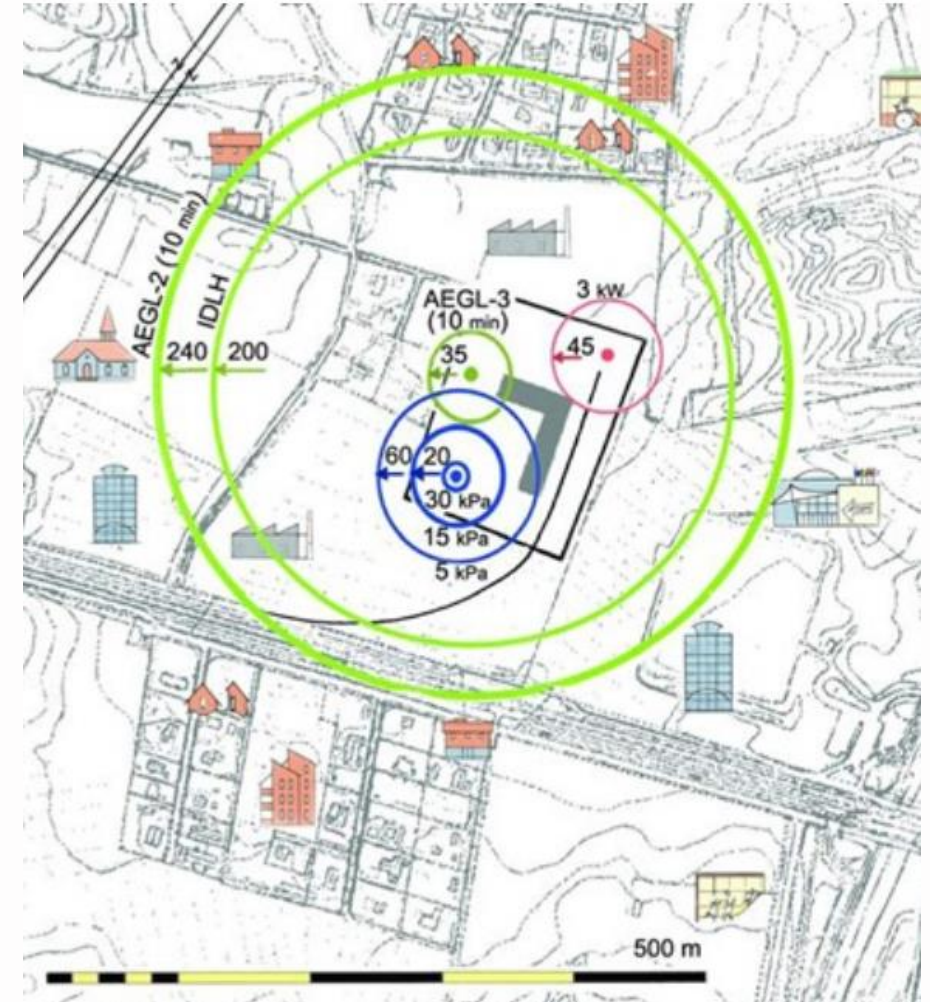 AEGL-2 (10 min)
IDLH
240
200
AEGL-3
(10 min)
35
3 kW
45
60
20
30 kPa
15 kPa
5 kPa
500 m